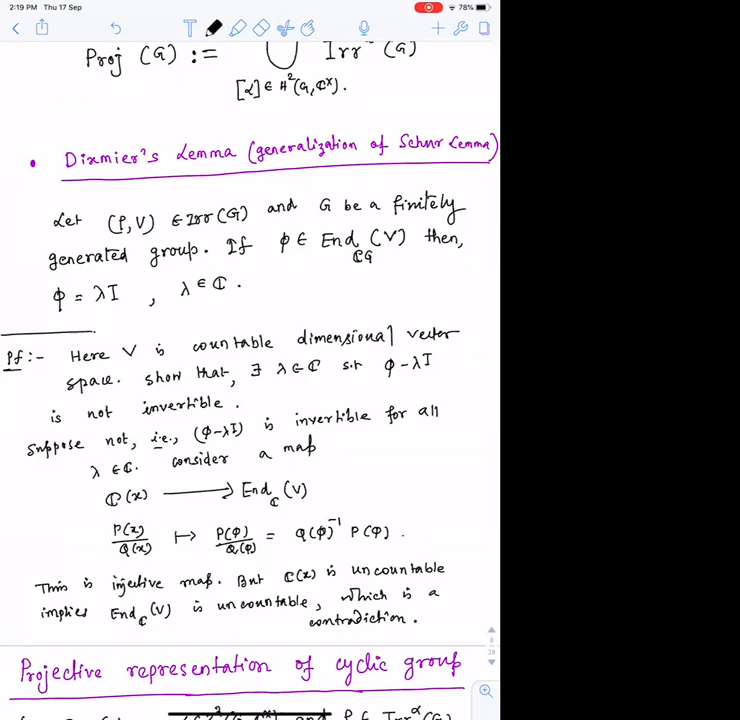 2:19 PM Thu 17 Sep
78%
Proj (G) := ⋃ Irr (G)
[α] ∈ H²(G, ℂ^×).
• Dixmier's Lemma (generalization of Schur Lemma)
Let (ρ, V) ∈ Irr(G) and G be a finitely
generated group. If ϕ ∈ End_ℂG (V) then,
ϕ = λI , λ ∈ ℂ.
Pf:- Here V is countable dimensional vector
space. show that, ∃ λ ∈ ℂ s.t ϕ-λI
is not invertible.
Suppose not, i.e., (ϕ-λI) is invertible for all
λ ∈ ℂ. consider a map
ℂ(x) ⟶ End_ℂ(V)
P(x)/Q(x) ↦ P(ϕ)/Q(ϕ) = Q(ϕ)⁻¹ P(ϕ).
This is injective map. But ℂ(x) is uncountable
implies End_ℂ(V) is uncountable, which is a
contradiction.
Projective representation of cyclic group
and ρ ∈ Irr^α(G)